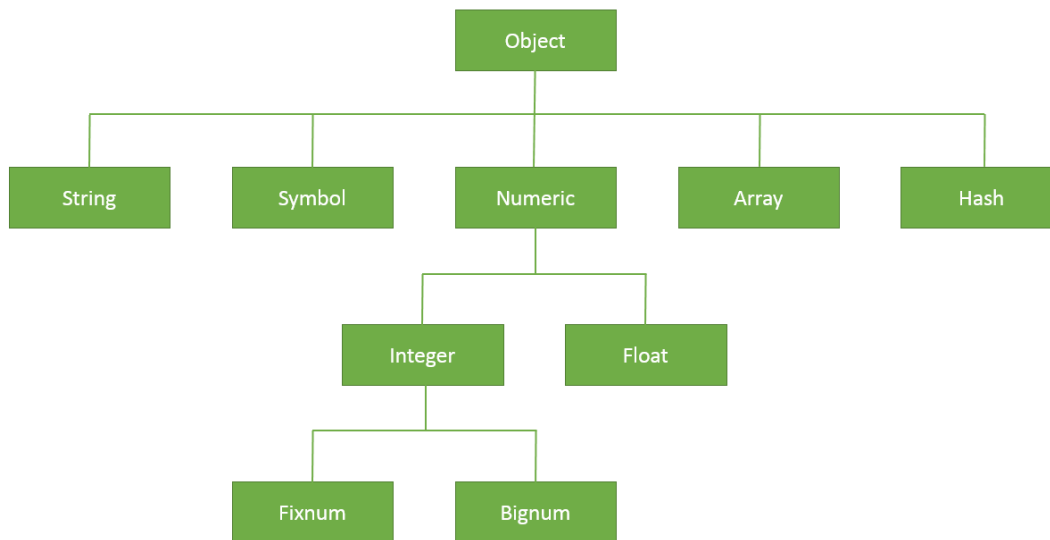 Object
String
Symbol
Numeric
Array
Hash
Integer
Float
Fixnum
Bignum